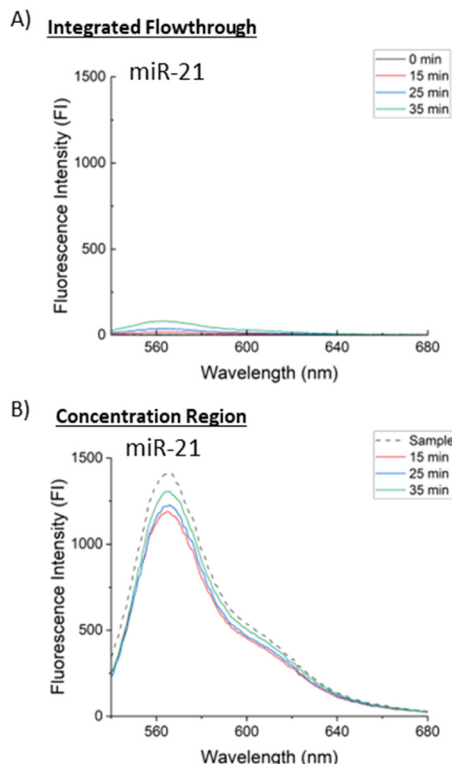 A)
Integrated Flowthrough
miR-21
0 min
15 min
25 min
35 min
1500
1000
500
0
Fluorescence Intensity (FI)
560
600
640
680
Wavelength (nm)
B)
Concentration Region
miR-21
Sample
15 min
25 min
35 min
1500
1000
500
0
Fluorescence Intensity (FI)
560
600
640
680
Wavelength (nm)